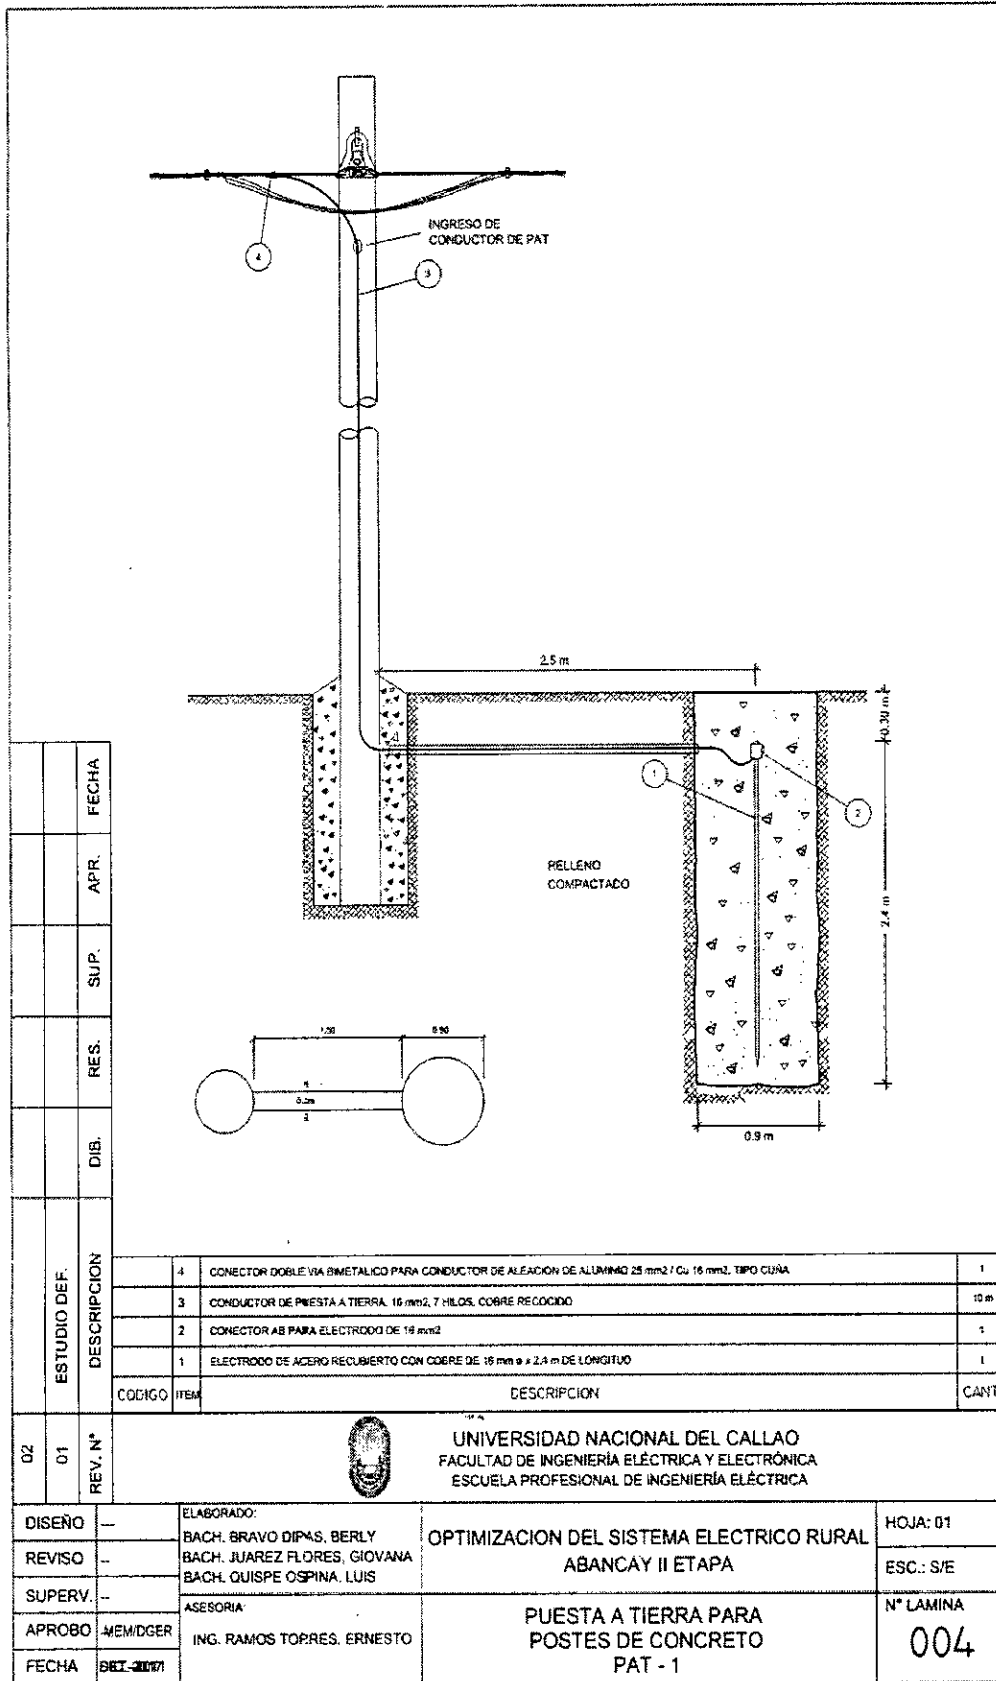 INGRESO DE
CONDUCTOR DE PAT
4
3
2.5 m
0.30 m
1
2
RELLENO
COMPACTADO
2.4 m
0.90
0.9 m
FECHA
APR.
SUP.
RES.
DIB.
DESCRIPCION
ESTUDIO DEF.
REV. N°
01
02
4 CONECTOR DOBLE VIA BIMETALICO PARA CONDUCTOR DE ALEACION DE ALUMINIO 25 mm2 / Cu 16 mm2, TIPO CUÑA 1
3 CONDUCTOR DE PUESTA A TIERRA, 16 mm2, 7 HILOS, COBRE RECOCIDO 10 m
2 CONECTOR AB PARA ELECTRODO DE 16 mm2 1
1 ELECTRODO DE ACERO RECUBIERTO CON COBRE DE 16 mm ø x 2,4 m DE LONGITUD 1
CODIGO ITEM DESCRIPCION CANT
UNIVERSIDAD NACIONAL DEL CALLAO
FACULTAD DE INGENIERÍA ELÉCTRICA Y ELECTRÓNICA
ESCUELA PROFESIONAL DE INGENIERÍA ELÉCTRICA
DISEÑO --
REVISO --
SUPERV. --
APROBO -MEM/DGER
FECHA SET-2017
ELABORADO:
BACH. BRAVO DIPAS, BERLY
BACH. JUAREZ FLORES, GIOVANA
BACH. QUISPE OSPINA, LUIS
ASESORIA:
ING. RAMOS TORRES, ERNESTO
OPTIMIZACION DEL SISTEMA ELECTRICO RURAL
ABANCAY II ETAPA
PUESTA A TIERRA PARA
POSTES DE CONCRETO
PAT - 1
HOJA: 01
ESC.: S/E
N° LAMINA
004